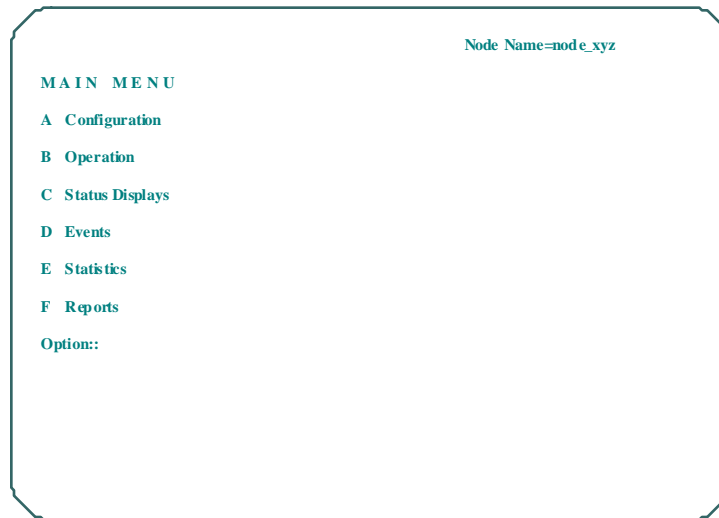 Node Name=node_xyz
MAIN MENU
A Configuration
B Operation
C Status Displays
D Events
E Statistics
F Reports
Option::